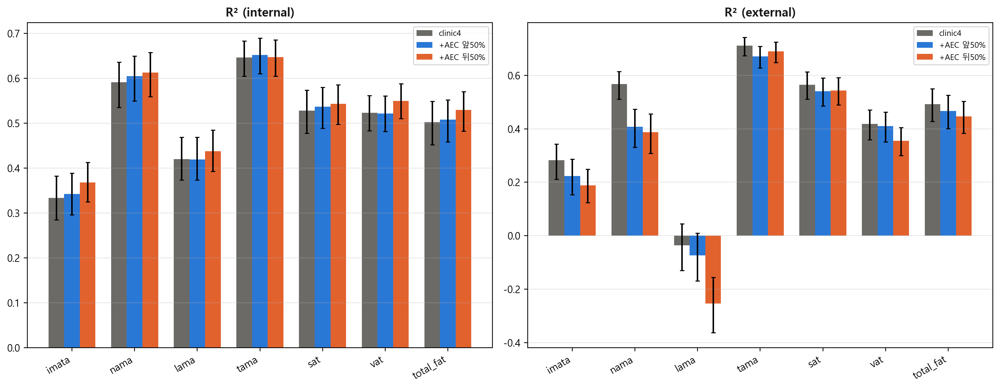 R² (internal)
0.7
0.6
0.5
0.4
0.3
0.2
0.1
0.0
clinic4
+AEC 앞50%
+AEC 뒤50%
imata
nama
lama
tama
sat
vat
total_fat
R² (external)
0.6
0.4
0.2
0.0
-0.2
-0.4
clinic4
+AEC 앞50%
+AEC 뒤50%
imata
nama
lama
tama
sat
vat
total_fat